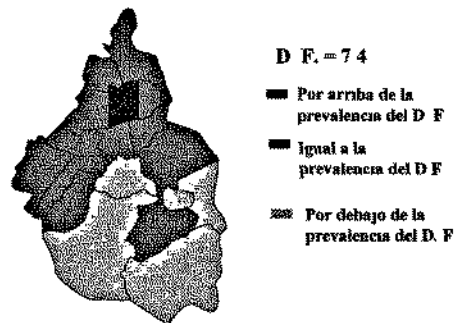 D F. = 7 4
Por arriba de la
prevalencia del D F
Igual a la
prevalencia del D F
Por debajo de la
prevalencia del D. F